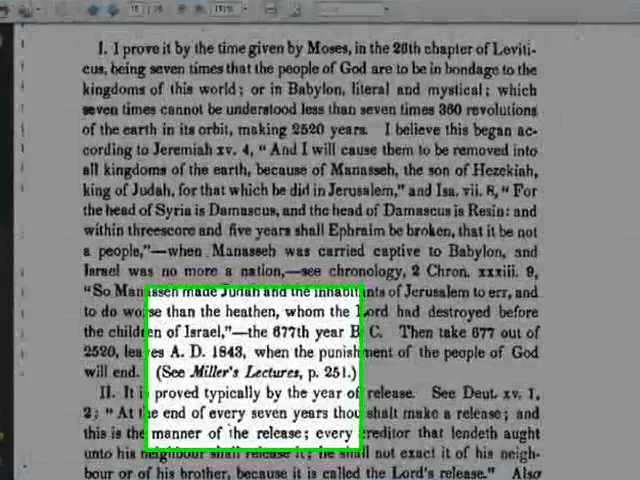 I. I prove it by the time given by Moses, in the 26th chapter of Leviti-
cus, being seven times that the people of God are to be in bondage to the
kingdoms of this world; or in Babylon, literal and mystical; which
seven times cannot be understood less than seven times 360 revolutions
of the earth in its orbit, making 2520 years. I believe this began ac-
cording to Jeremiah xv. 4, "And I will cause them to be removed into
all kingdoms of the earth, because of Manasseh, the son of Hezekiah,
king of Judah, for that which he did in Jerusalem," and Isa. vii. 8, "For
the head of Syria is Damascus, and the head of Damascus is Resin: and
within threescore and five years shall Ephraim be broken, that it be not
a people,"—when Manasseh was carried captive to Babylon, and
Israel was no more a nation,—see chronology, 2 Chron. xxxiii. 9,
"So Manasseh made Judah and the inhabitants of Jerusalem to err, and
to do worse than the heathen, whom the Lord had destroyed before
the children of Israel,"—the 677th year B. C. Then take 677 out of
2520, leaves A. D. 1843, when the punishment of the people of God
will end. (See Miller's Lectures, p. 251.)
II. It is proved typically by the year of release. See Deut. xv. 1,
2; "At the end of every seven years thou shalt make a release; and
this is the manner of the release; every creditor that lendeth aught
unto his neighbour shall release it; he shall not exact it of his neigh-
bour or of his brother, because it is called the Lord's release." Also